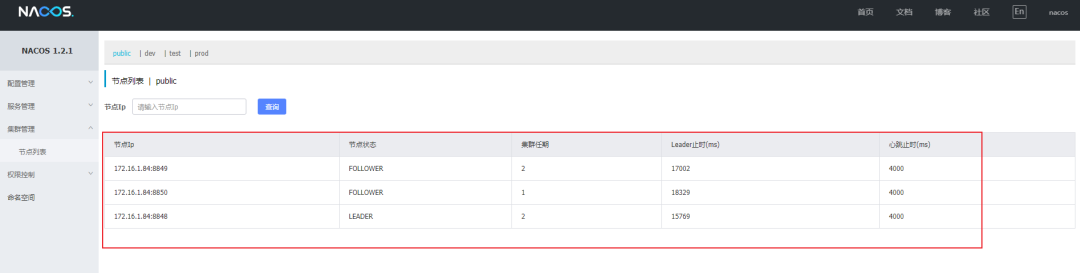 NACOS.
首页 文档 博客 社区 En nacos
NACOS 1.2.1
配置管理
服务管理
集群管理
节点列表
权限控制
命名空间
public | dev | test | prod
节点列表 | public
节点Ip 请输入节点Ip 查询
节点Ip 节点状态 集群任期 Leader止时(ms) 心跳止时(ms)
172.16.1.84:8849 FOLLOWER 2 17002 4000
172.16.1.84:8850 FOLLOWER 1 18329 4000
172.16.1.84:8848 LEADER 2 15769 4000